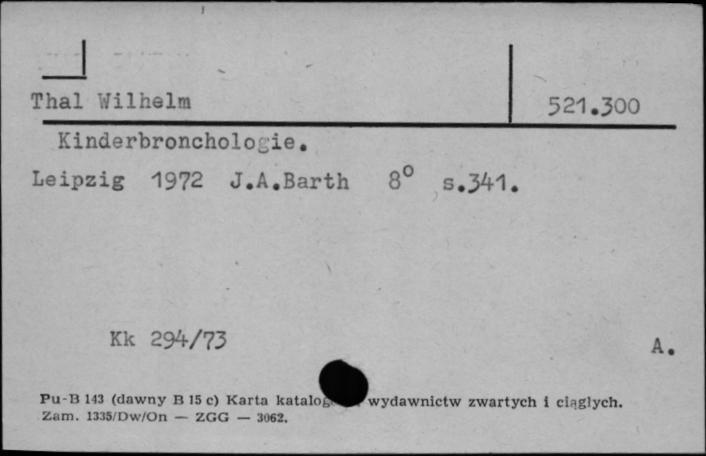 Thal Wilhelm 521.300
Kinderbronchologie.
Leipzig 1972 J.A.Barth 8° s.341.
Kk 294/73 A.
Pu-B 143 (dawny B 15 c) Karta wydawnictw zwartych i ciągłych.
Zam. 1335/Dw/On — ZGG — 3062.